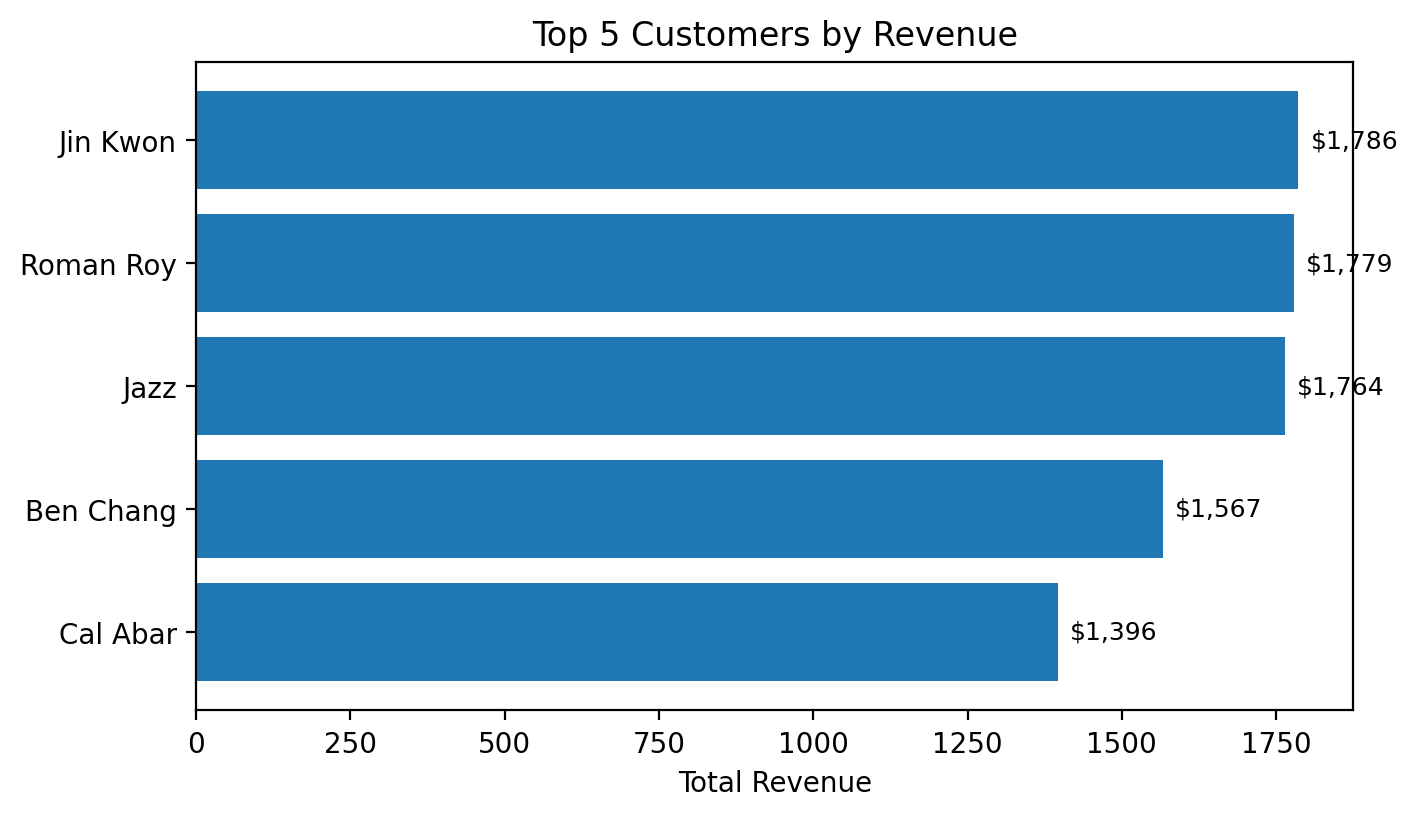 Top 5 Customers by Revenue
Jin Kwon $1,786
Roman Roy $1,779
Jazz $1,764
Ben Chang $1,567
Cal Abar $1,396
0 250 500 750 1000 1250 1500 1750
Total Revenue